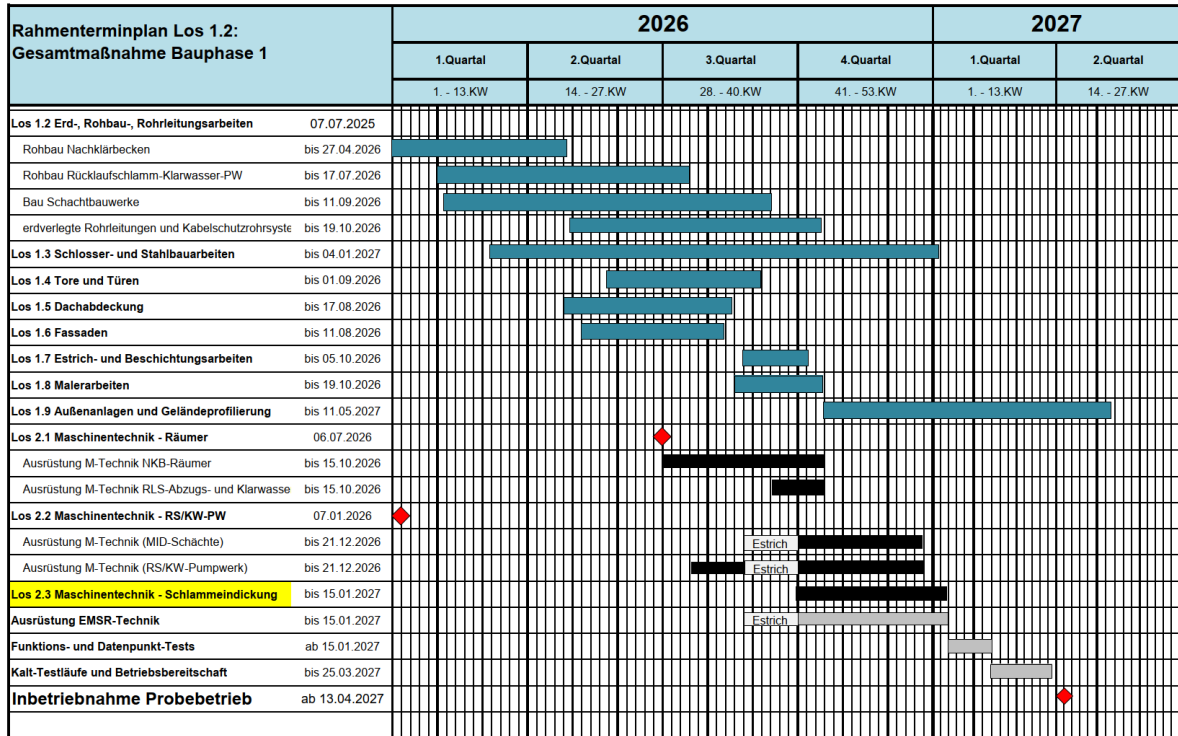 Rahmenterminplan Los 1.2:
Gesamtmaßnahme Bauphase 1
2026
2027
1.Quartal
2.Quartal
3.Quartal
4.Quartal
1.Quartal
2.Quartal
1. - 13.KW
14. - 27.KW
28. - 40.KW
41. - 53.KW
1. - 13.KW
14. - 27.KW
Los 1.2 Erd-, Rohbau-, Rohrleitungsarbeiten 07.07.2025
Rohbau Nachklärbecken bis 27.04.2026
Rohbau Rücklaufschlamm-Klarwasser-PW bis 17.07.2026
Bau Schachtbauwerke bis 11.09.2026
erdverlegte Rohrleitungen und Kabelschutzrohrsyste bis 19.10.2026
Los 1.3 Schlosser- und Stahlbauarbeiten bis 04.01.2027
Los 1.4 Tore und Türen bis 01.09.2026
Los 1.5 Dachabdeckung bis 17.08.2026
Los 1.6 Fassaden bis 11.08.2026
Los 1.7 Estrich- und Beschichtungsarbeiten bis 05.10.2026
Los 1.8 Malerarbeiten bis 19.10.2026
Los 1.9 Außenanlagen und Geländeprofilierung bis 11.05.2027
Los 2.1 Maschinentechnik - Räumer 06.07.2026
Ausrüstung M-Technik NKB-Räumer bis 15.10.2026
Ausrüstung M-Technik RLS-Abzugs- und Klarwasse bis 15.10.2026
Los 2.2 Maschinentechnik - RS/KW-PW 07.01.2026
Ausrüstung M-Technik (MID-Schächte) bis 21.12.2026 Estrich
Ausrüstung M-Technik (RS/KW-Pumpwerk) bis 21.12.2026 Estrich
Los 2.3 Maschinentechnik - Schlammeindickung bis 15.01.2027
Ausrüstung EMSR-Technik bis 15.01.2027 Estrich
Funktions- und Datenpunkt-Tests ab 15.01.2027
Kalt-Testläufe und Betriebsbereitschaft bis 25.03.2027
Inbetriebnahme Probebetrieb ab 13.04.2027